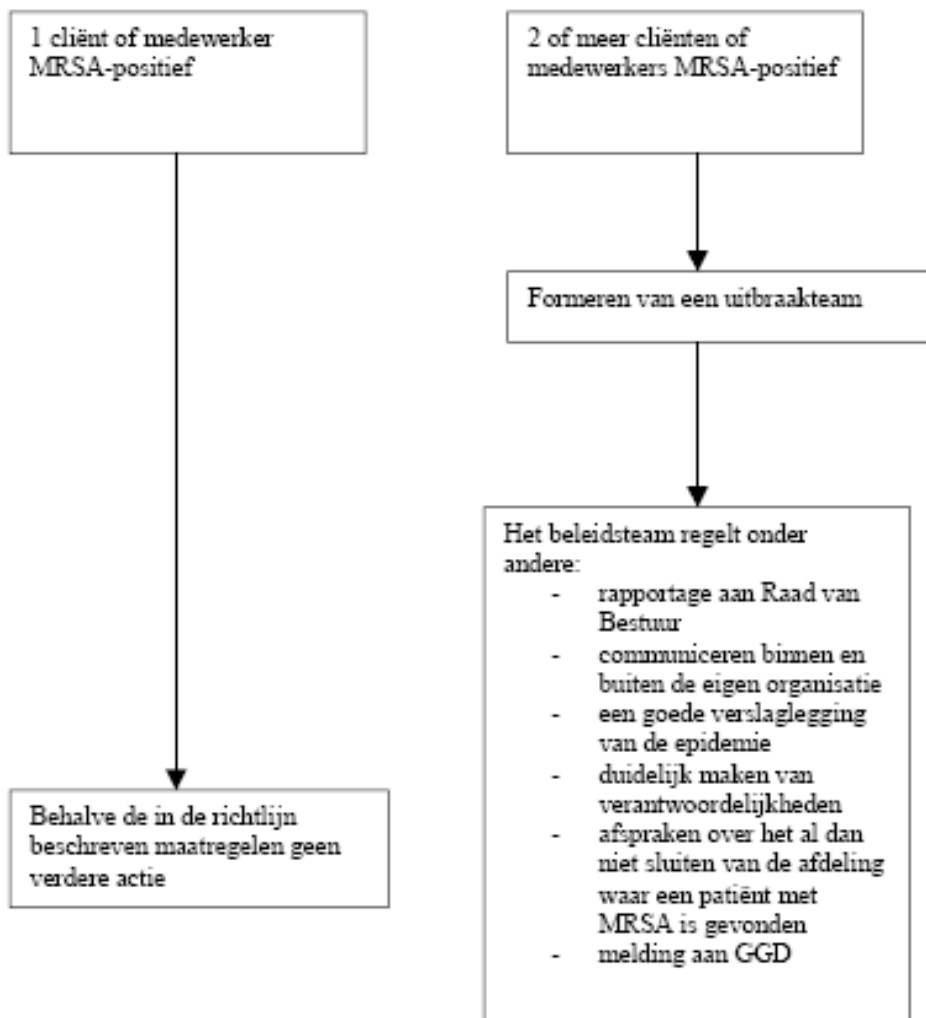 1 cliënt of medewerker
MRSA-positief
2 of meer cliënten of
medewerkers MRSA-positief
Formeren van een uitbraakteam
Het beleidsteam regelt onder
andere:
- rapportage aan Raad van
Bestuur
- communiceren binnen en
buiten de eigen organisatie
- een goede verslaglegging
van de epidemie
- duidelijk maken van
verantwoordelijkheden
- afspraken over het al dan
niet sluiten van de afdeling
waar een patiënt met
MRSA is gevonden
- melding aan GGD
Behalve de in de richtlijn
beschreven maatregelen geen
verdere actie